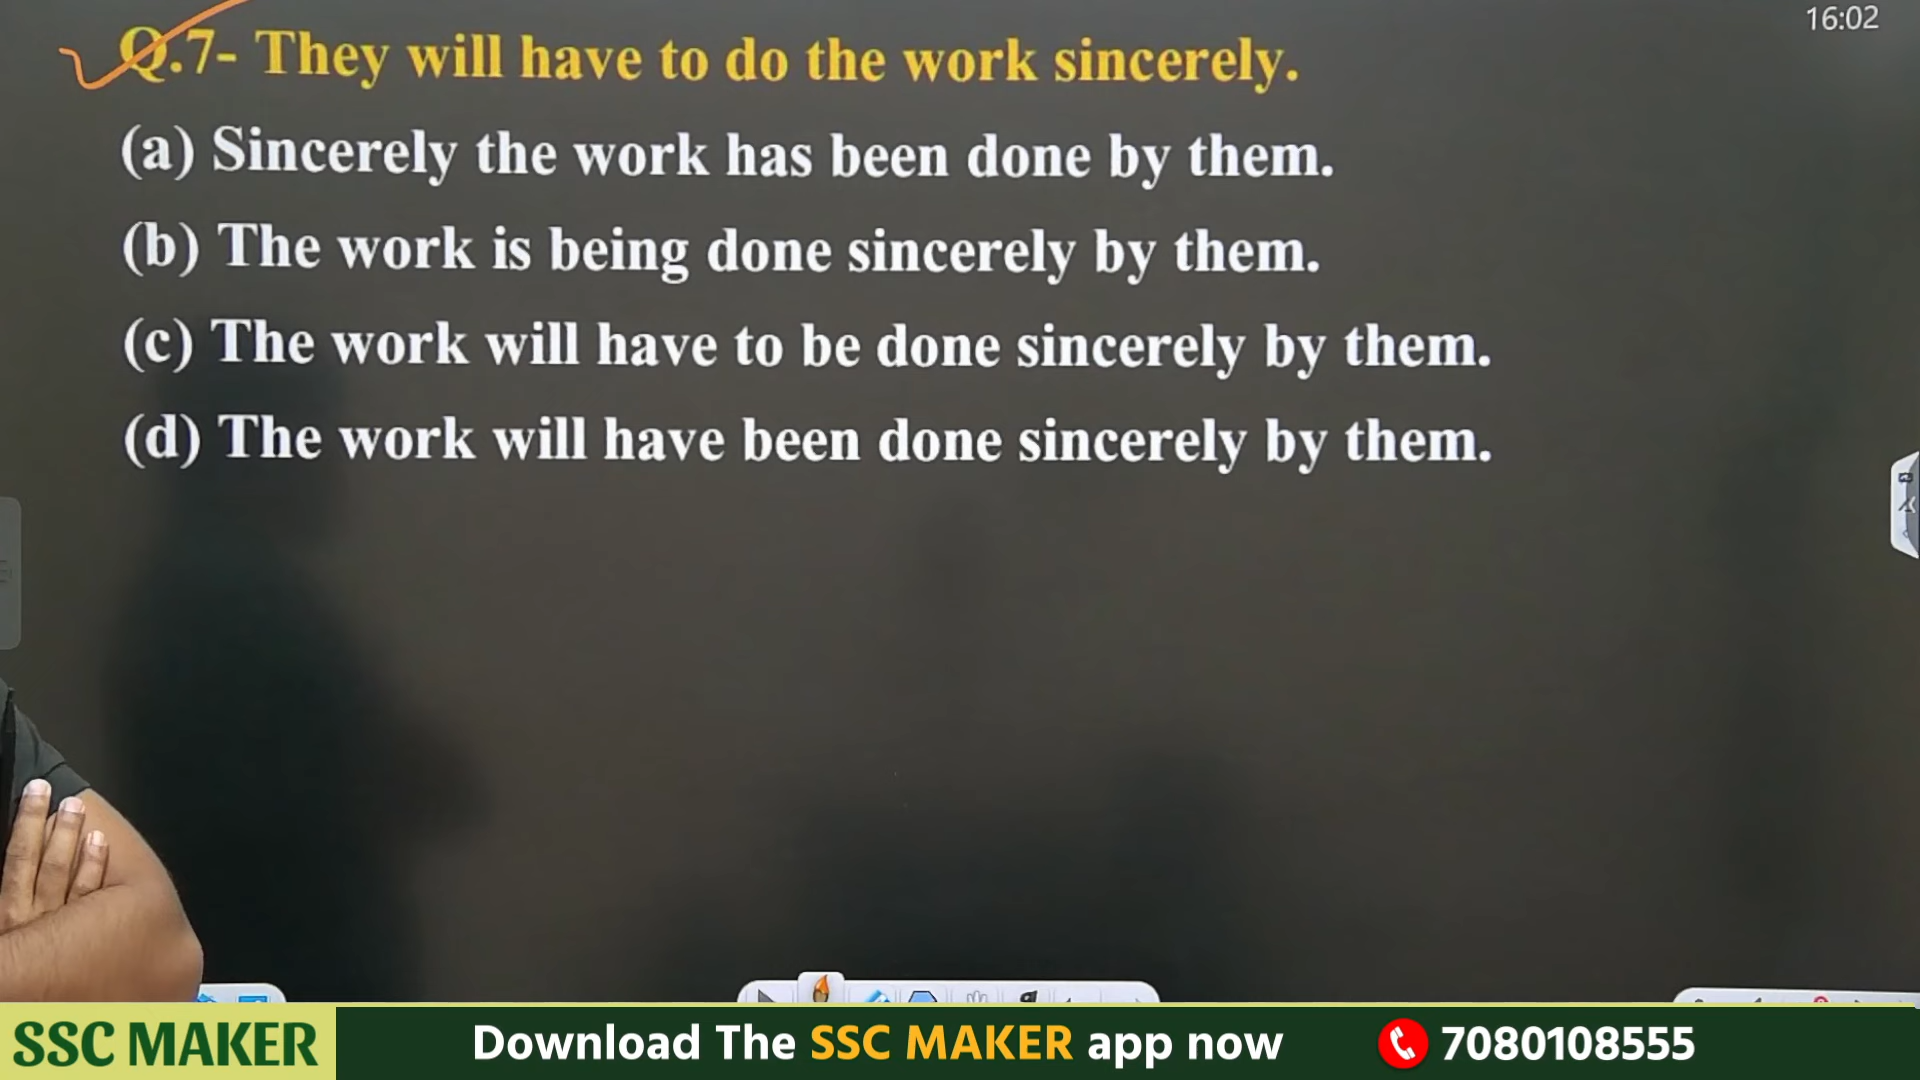 16:02
Q.7- They will have to do the work sincerely.
(a) Sincerely the work has been done by them.
(b) The work is being done sincerely by them.
(c) The work will have to be done sincerely by them.
(d) The work will have been done sincerely by them.
SSC MAKER Download The SSC MAKER app now 7080108555